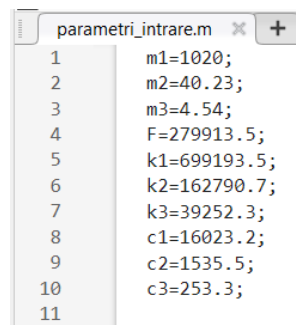 parametri_intrare.m
1 m1=1020;
2 m2=40.23;
3 m3=4.54;
4 F=279913.5;
5 k1=699193.5;
6 k2=162790.7;
7 k3=39252.3;
8 c1=16023.2;
9 c2=1535.5;
10 c3=253.3;
11